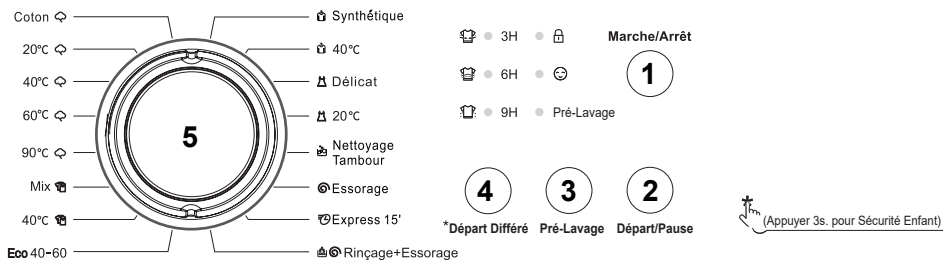 Coton
20℃
40℃
60℃
90℃
Mix
40℃
Eco 40-60
5
Synthétique
40℃
Délicat
20℃
Nettoyage
Tambour
Essorage
Express 15'
Rinçage+Essorage
3H
6H
9H
Pré-Lavage
Marche/Arrêt
1
4
3
2
*Départ Différé
Pré-Lavage
Départ/Pause
*
(Appuyer 3s. pour Sécurité Enfant)